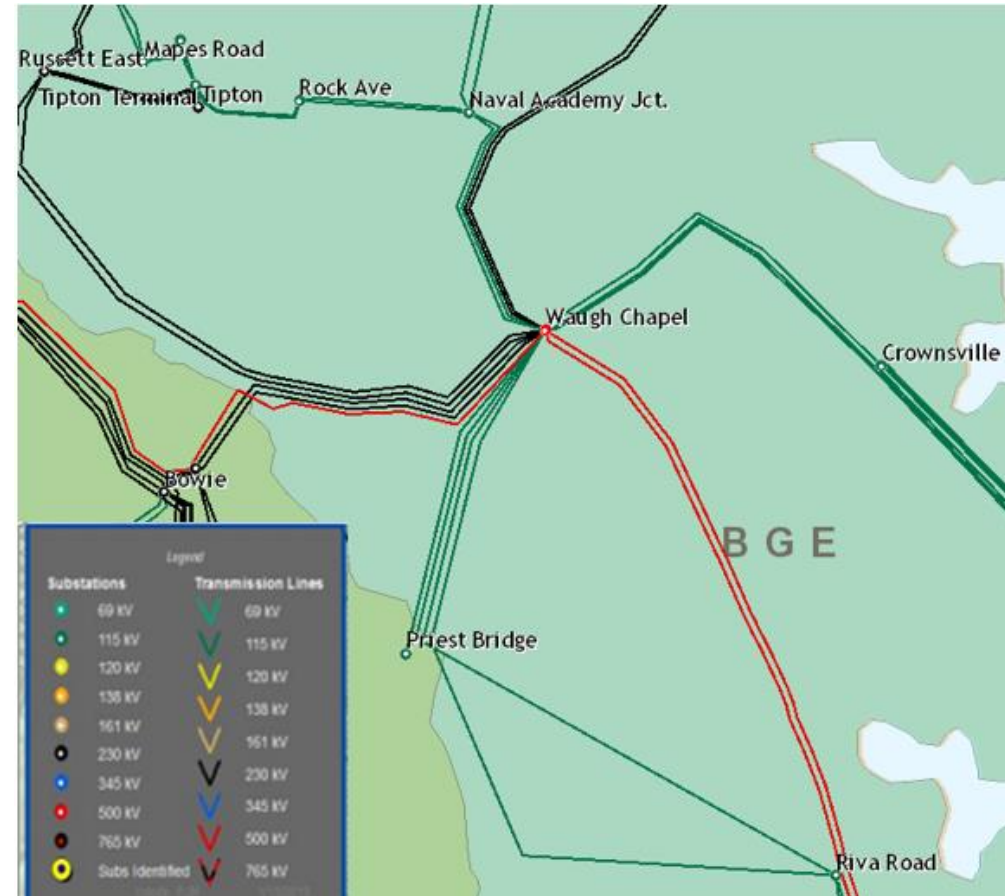 Mapes Road
Russett East
Tipton Terminal
Tipton
Rock Ave
Naval Academy Jct.
Waugh Chapel
Crownsville
Bowie
BGE
Priest Bridge
Riva Road
Legend
Substations Transmission Lines
69 kV 69 kV
115 kV 115 kV
120 kV 120 kV
138 kV 138 kV
161 kV 161 kV
230 kV 230 kV
345 kV 345 kV
500 kV 500 kV
765 kV 765 kV
Subs Identified